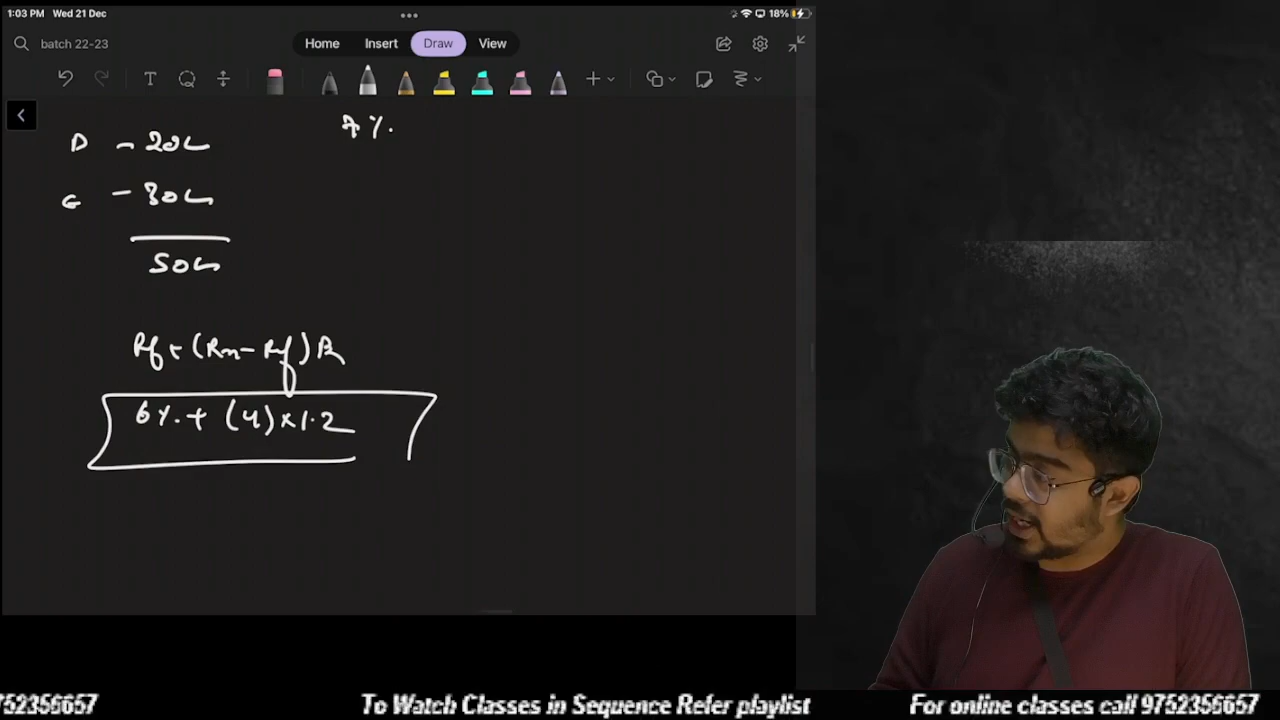 1:03 PM Wed 21 Dec
18%
batch 22-23
Home Insert Draw View
7%.
D - 20L
E - 30L
50L
Rf + (Rm - Rf) B
6%. + (4) × 1.2
752356657 To Watch Classes in Sequence Refer playlist For online classes call 9752356657